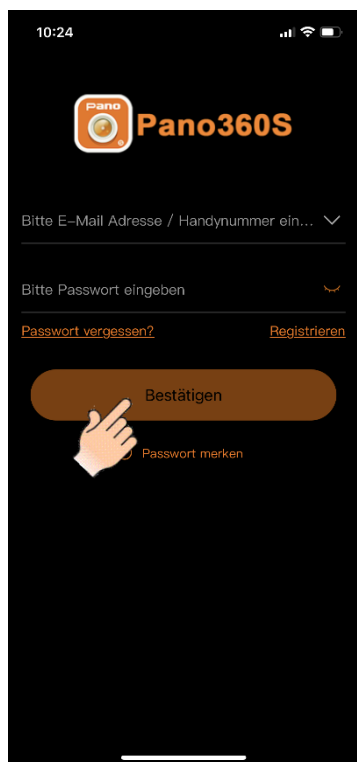 10:24
Pano
Pano360S
Bitte E-Mail Adresse / Handynummer ein...
Bitte Passwort eingeben
Passwort vergessen? Registrieren
Bestätigen
Passwort merken